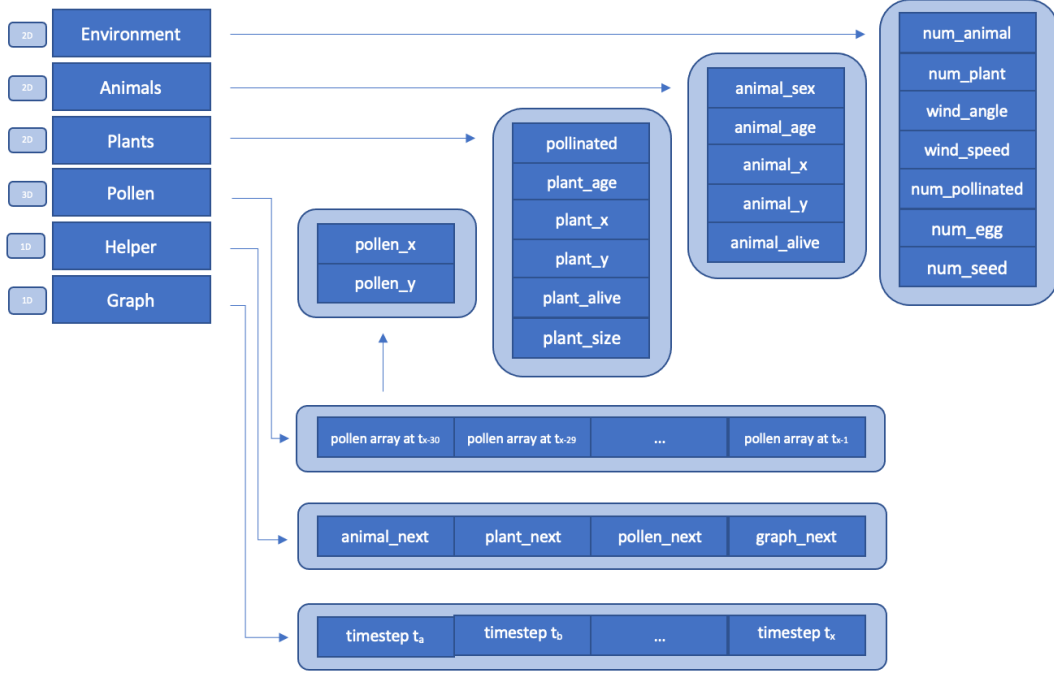 2D
Environment
2D
Animals
2D
Plants
3D
Pollen
1D
Helper
1D
Graph
pollen_x
pollen_y
pollinated
plant_age
plant_x
plant_y
plant_alive
plant_size
animal_sex
animal_age
animal_x
animal_y
animal_alive
num_animal
num_plant
wind_angle
wind_speed
num_pollinated
num_egg
num_seed
pollen array at tx-30
pollen array at tx-29
...
pollen array at tx-1
animal_next
plant_next
pollen_next
graph_next
timestep ta
timestep tb
...
timestep tx